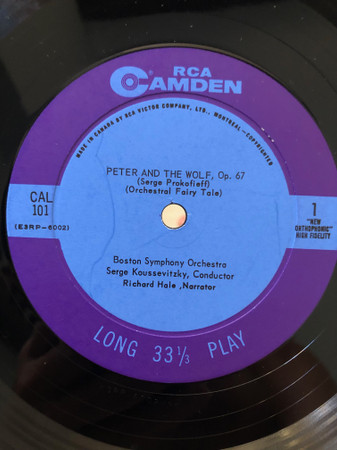 RCA
CAMDEN
MADE IN CANADA BY RCA VICTOR COMPANY, LTD., MONTREAL—COPYRIGHTED
PETER AND THE WOLF, Op. 67
(Serge Prokofieff)
(Orchestral Fairy Tale)
CAL
101
(E3RP-6002)
1
"NEW
ORTHOPHONIC"
HIGH FIDELITY
Boston Symphony Orchestra
Serge Koussevitzky, Conductor
Richard Hale ,Narrator
LONG 33 1/3 PLAY